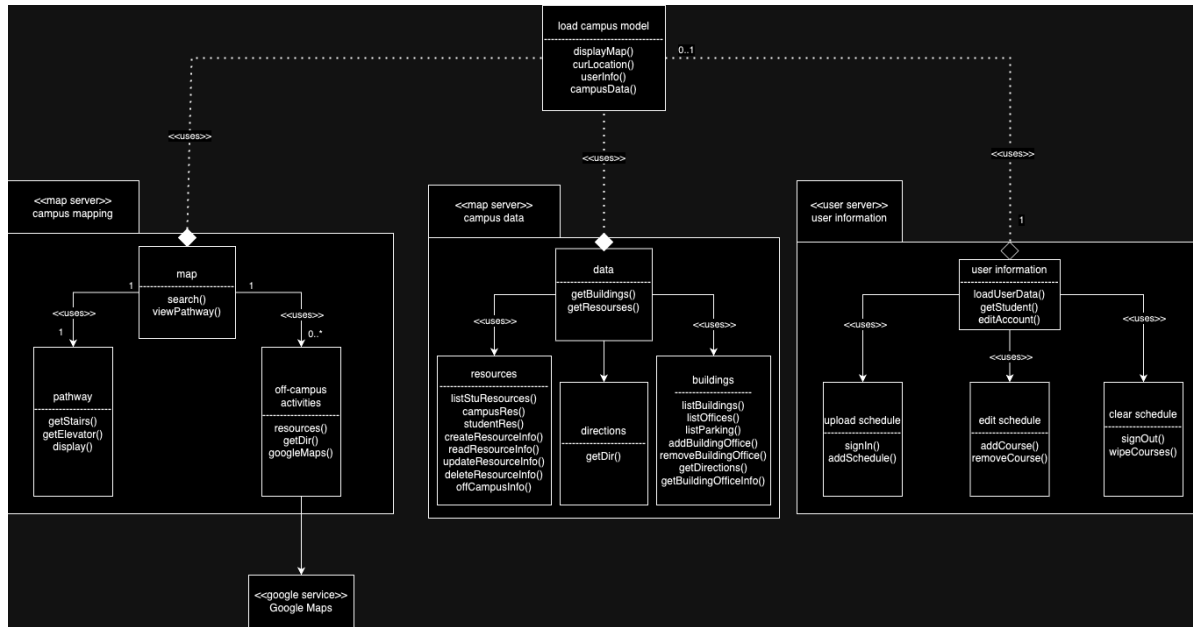 load campus model
displayMap()
curLocation()
userInfo()
campusData()
0..1
<<uses>>
<<uses>>
<<uses>>
1
<<map server>>
campus mapping
map
search()
viewPathway()
1
1
<<uses>>
<<uses>>
1
0..*
pathway
getStairs()
getElevator()
display()
off-campus
activities
resources()
getDir()
googleMaps()
<<google service>>
Google Maps
<<map server>>
campus data
data
getBuildings()
getResourses()
<<uses>>
<<uses>>
resources
listStuResources()
campusRes()
studentRes()
createResourceInfo()
readResourceInfo()
updateResourceInfo()
deleteResourceInfo()
offCampusInfo()
directions
getDir()
buildings
listBuildings()
listOffices()
listParking()
addBuildingOffice()
removeBuildingOffice()
getDirections()
getBuildingOfficeInfo()
<<user server>>
user information
user information
loadUserData()
getStudent()
editAccount()
<<uses>>
<<uses>>
<<uses>>
upload schedule
signIn()
addSchedule()
edit schedule
addCourse()
removeCourse()
clear schedule
signOut()
wipeCourses()